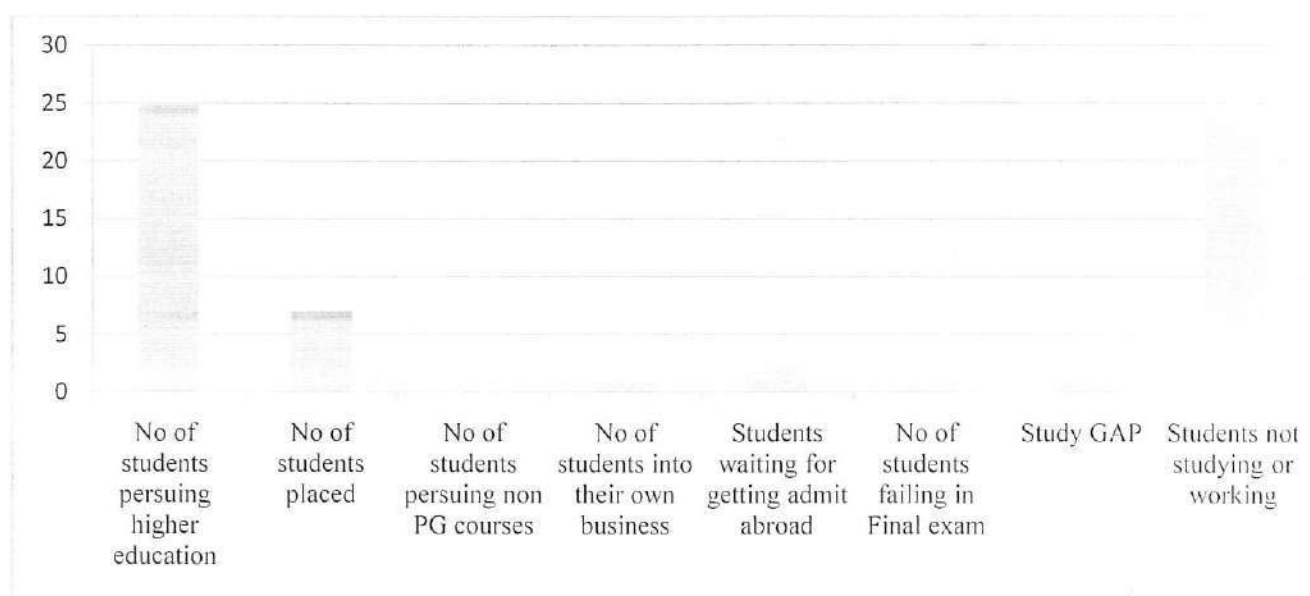 30
25
20
15
10
5
0
No of
students
persuing
higher
education
No of
students
placed
No of
students
persuing non
PG courses
No of
students into
their own
business
Students
waiting for
getting admit
abroad
No of
students
failing in
Final exam
Study GAP
Students not
studying or
working